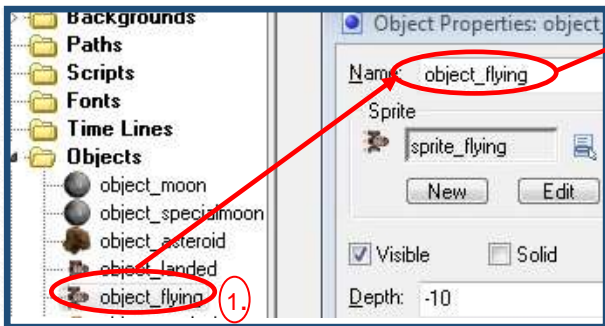 Backgrounds
Paths
Scripts
Fonts
Time Lines
Objects
object_moon
object_specialmoon
object_asteroid
object_landed
object_flying
1.
Object Properties: object_
Name: object_flying
Sprite
sprite_flying
New Edit
Visible Solid
Depth: -10